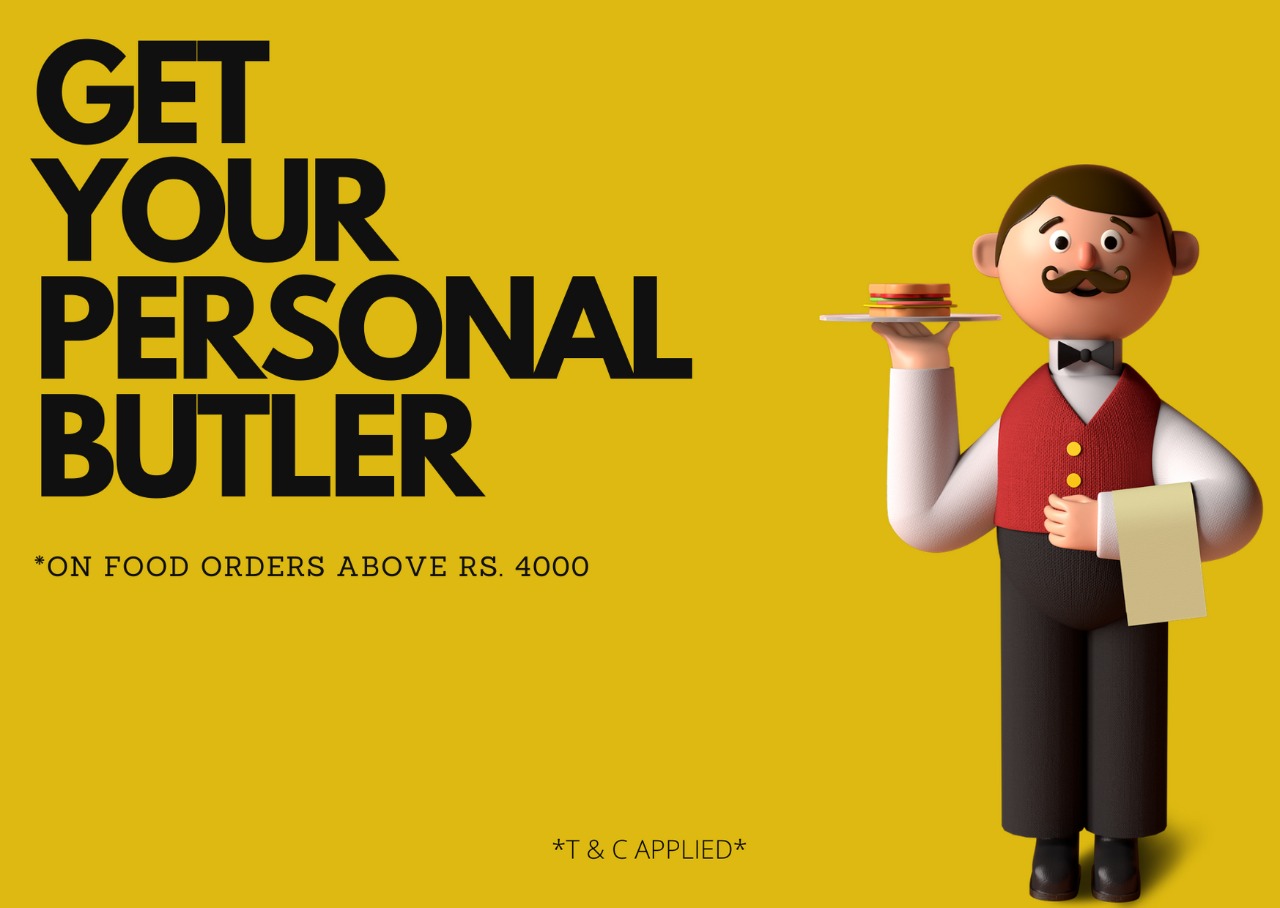 GET
YOUR
PERSONAL
BUTLER
*ON FOOD ORDERS ABOVE RS. 4000
*T & C APPLIED*